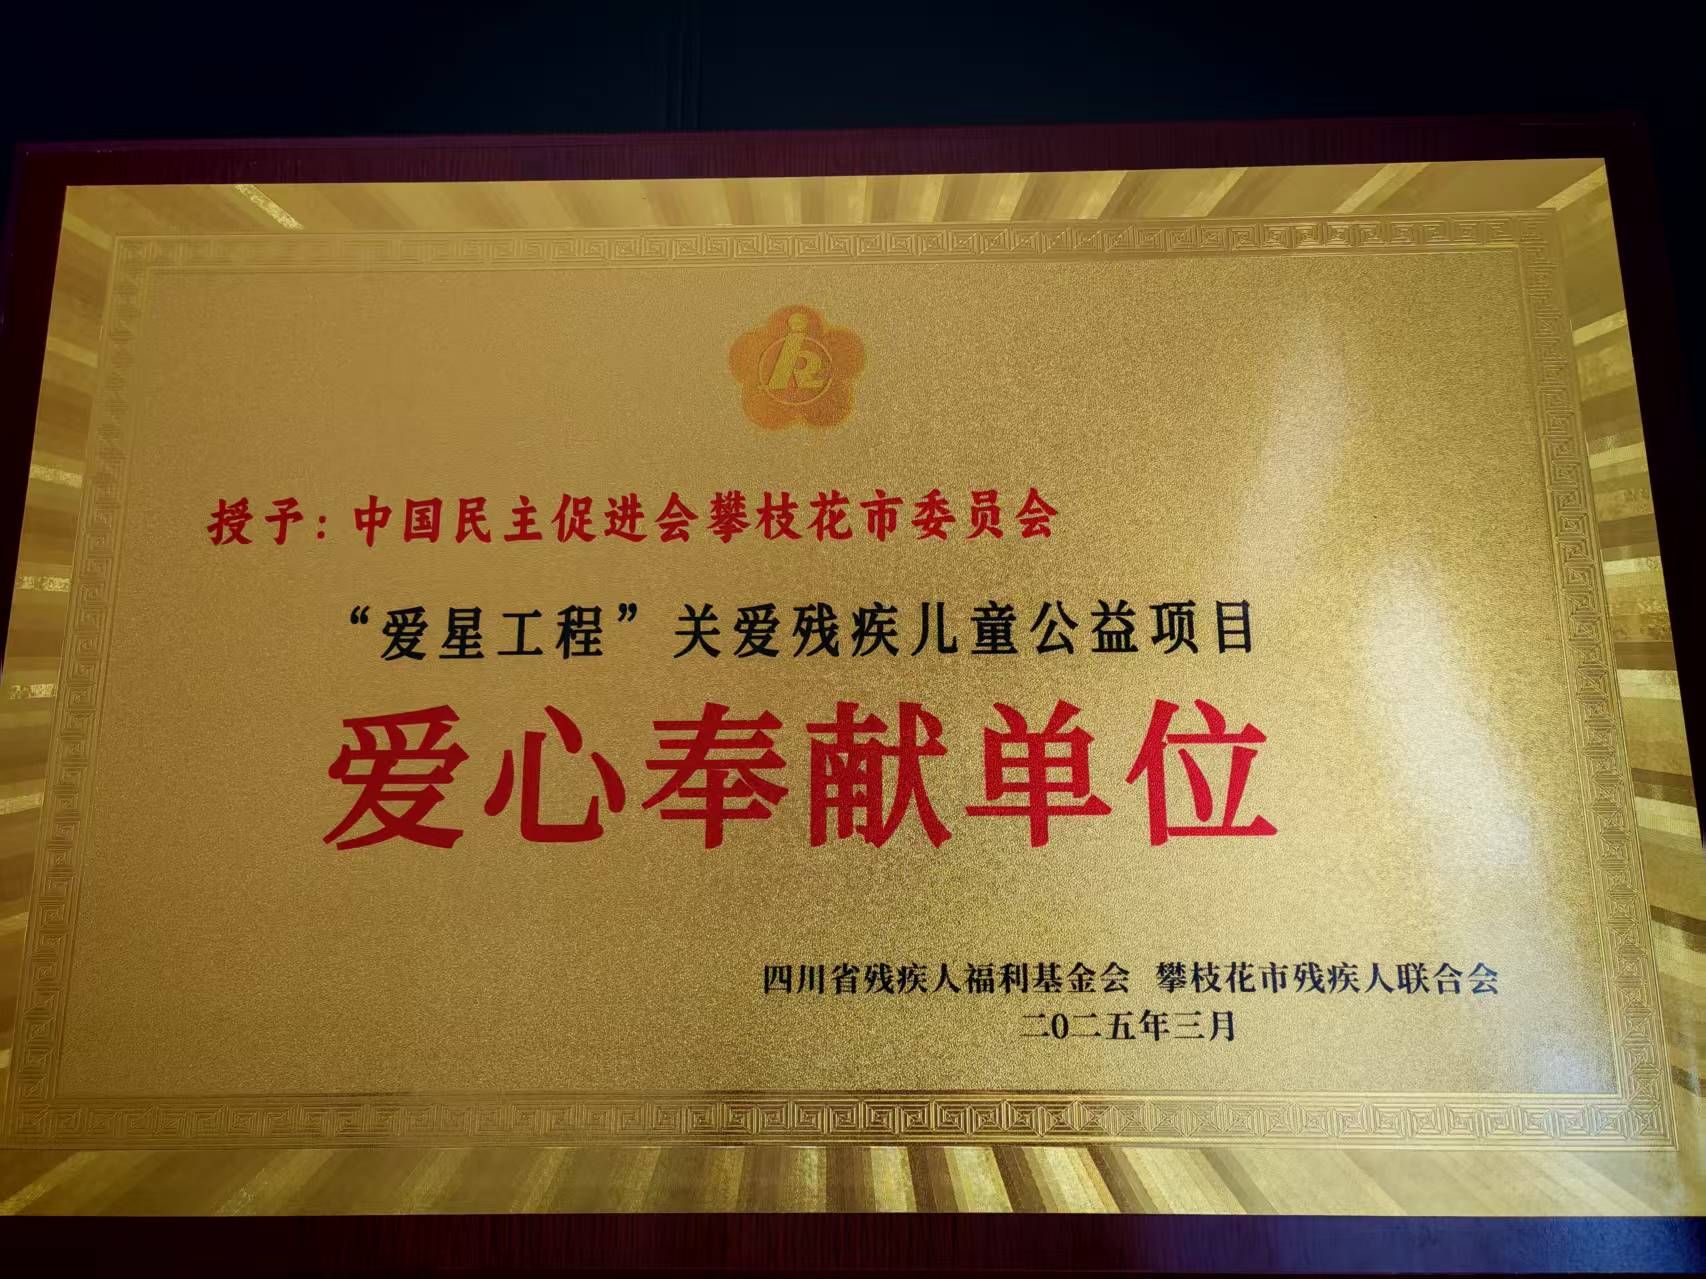 授予：中国民主促进会攀枝花市委员会
“爱星工程”关爱残疾儿童公益项目
爱心奉献单位
四川省残疾人福利基金会 攀枝花市残疾人联合会
二0二五年三月